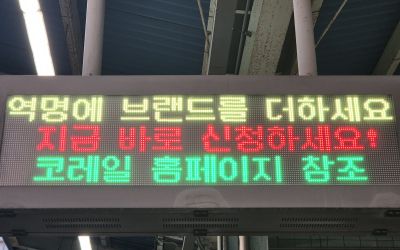 역명에 브랜드를 더하세요
지금 바로 신청하세요!
코레일 홈페이지 참조